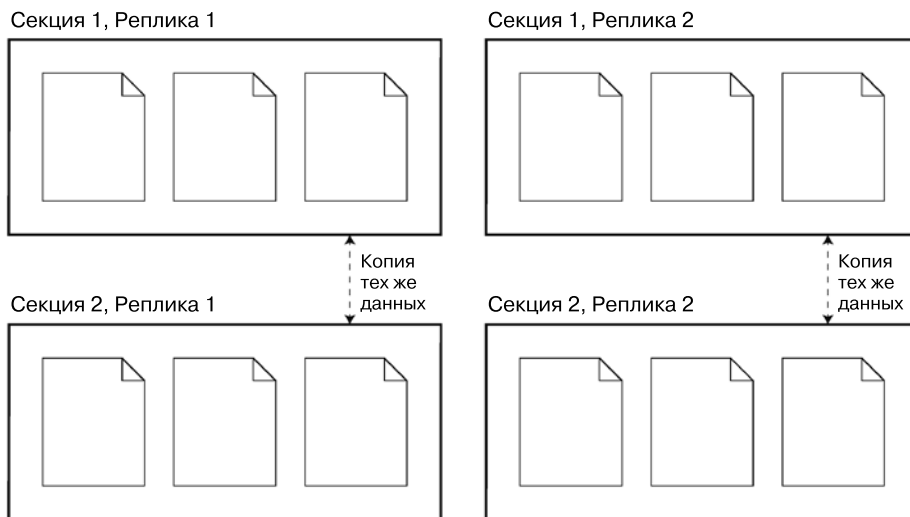 Секция 1, Реплика 1
Секция 1, Реплика 2
Копия
тех же
данных
Копия
тех же
данных
Секция 2, Реплика 1
Секция 2, Реплика 2